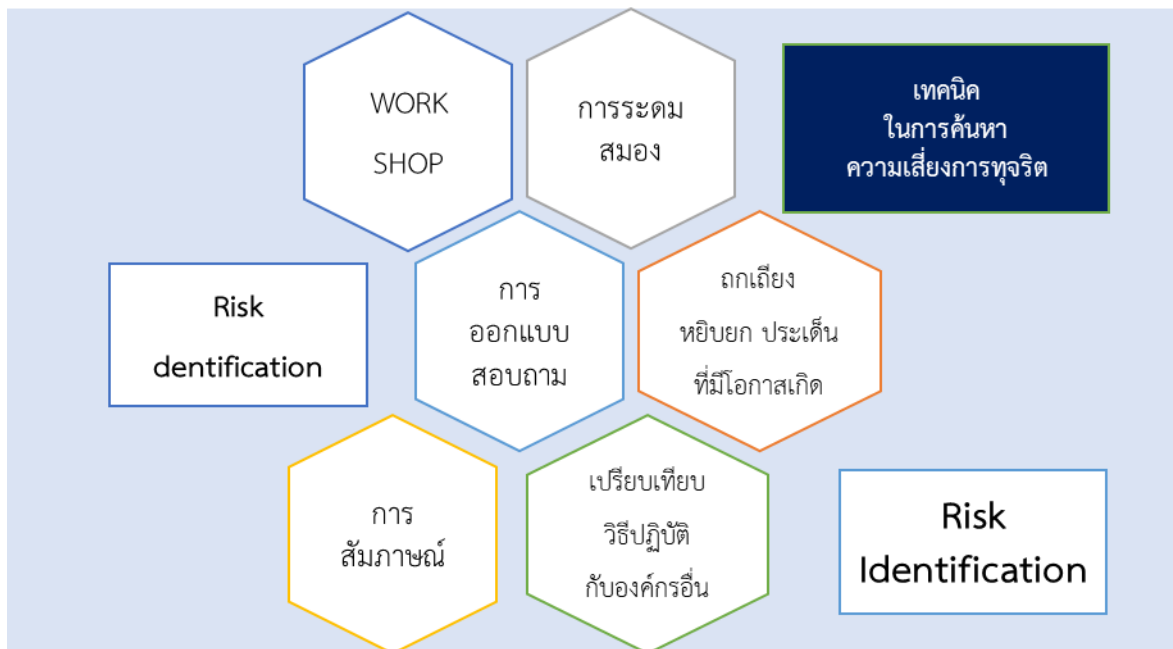 WORK
SHOP
การระดม
สมอง
เทคนิค
ในการค้นหา
ความเสี่ยงการทุจริต
Risk
dentification
การ
ออกแบบ
สอบถาม
ถกเถียง
หยิบยก ประเด็น
ที่มีโอกาสเกิด
การ
สัมภาษณ์
เปรียบเทียบ
วิธีปฏิบัติ
กับองค์กรอื่น
Risk
Identification